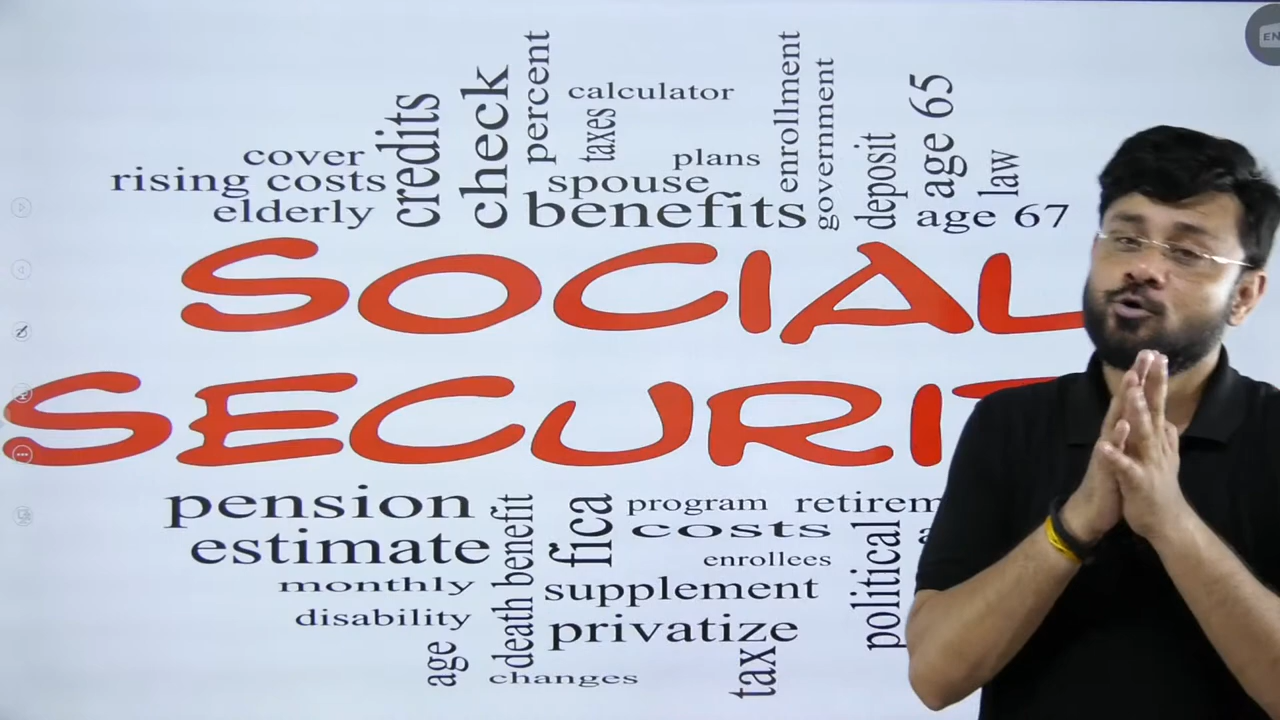 EN
percent
calculator
enrollment
government
check
credits
taxes
age 65
cover
plans
deposit
law
rising costs
spouse
elderly
benefits
age 67
SOCIAL
SECURIT
pension
death benefit
fica
program
retirem
estimate
costs
political
enrollees
monthly
supplement
disability
privatize
age
changes
tax